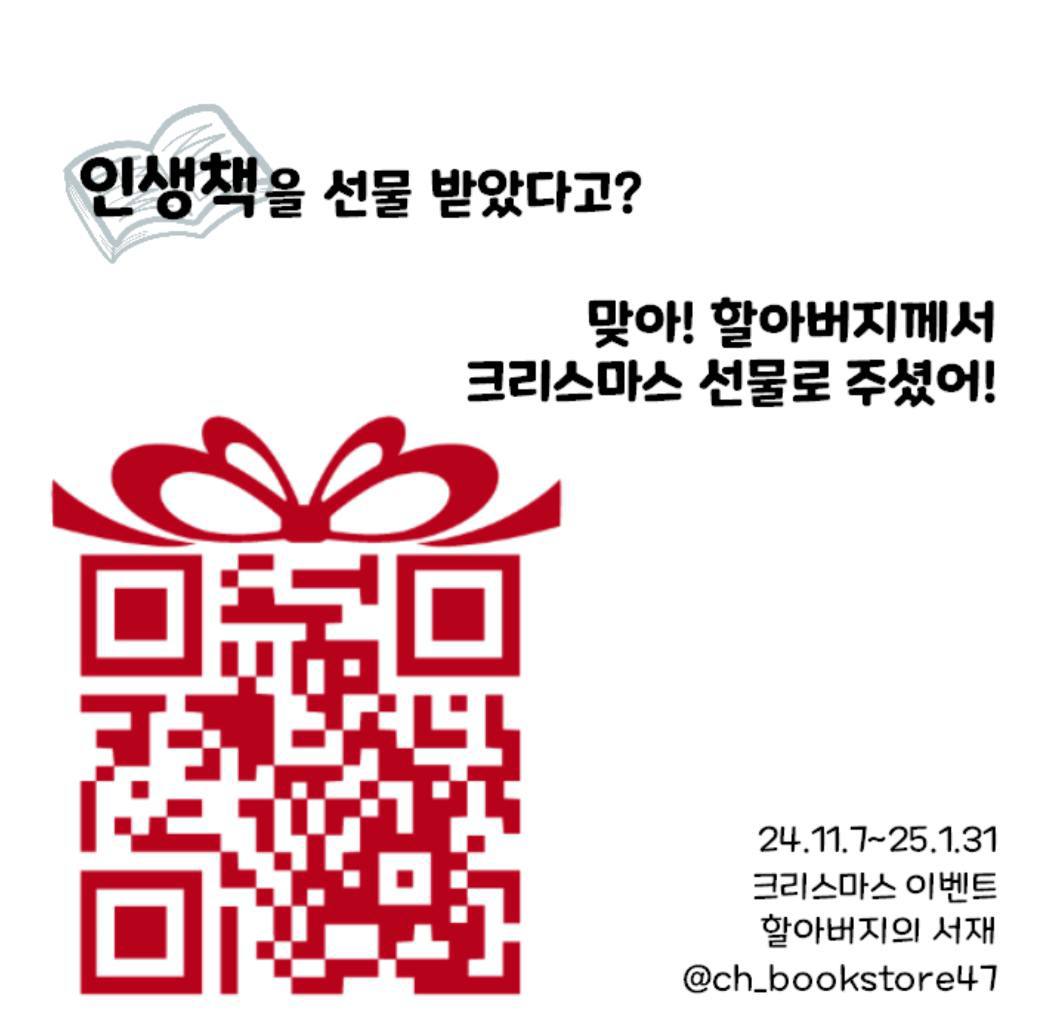 인생책을 선물 받았다고?
맞아! 할아버지께서
크리스마스 선물로 주셨어!
24.11.7~25.1.31
크리스마스 이벤트
할아버지의 서재
@ch_bookstore47